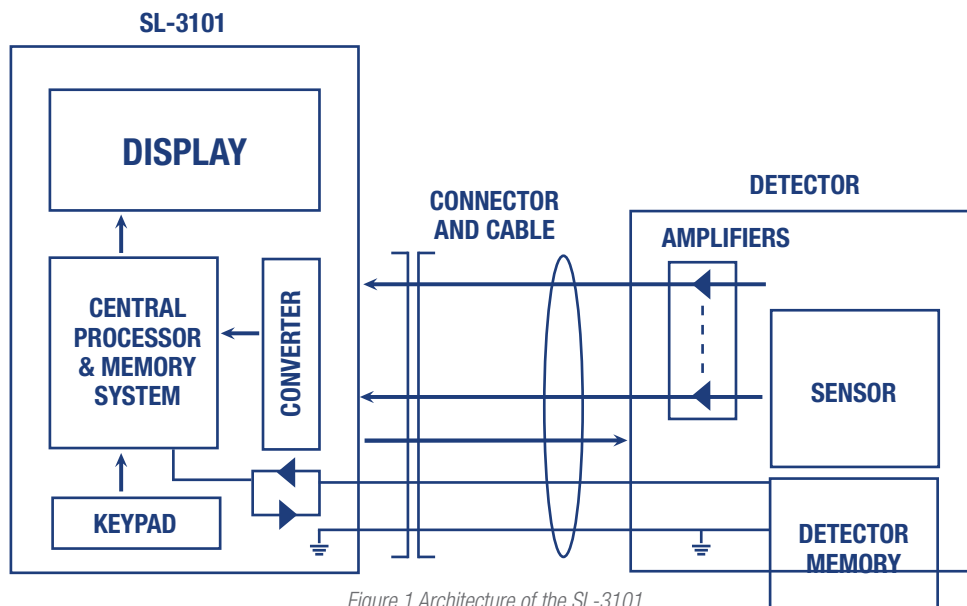 SL-3101
DISPLAY
CONNECTOR
AND CABLE
DETECTOR
AMPLIFIERS
CENTRAL
PROCESSOR
& MEMORY
SYSTEM
CONVERTER
SENSOR
KEYPAD
DETECTOR
MEMORY
Figure 1 Architecture of the SL-3101